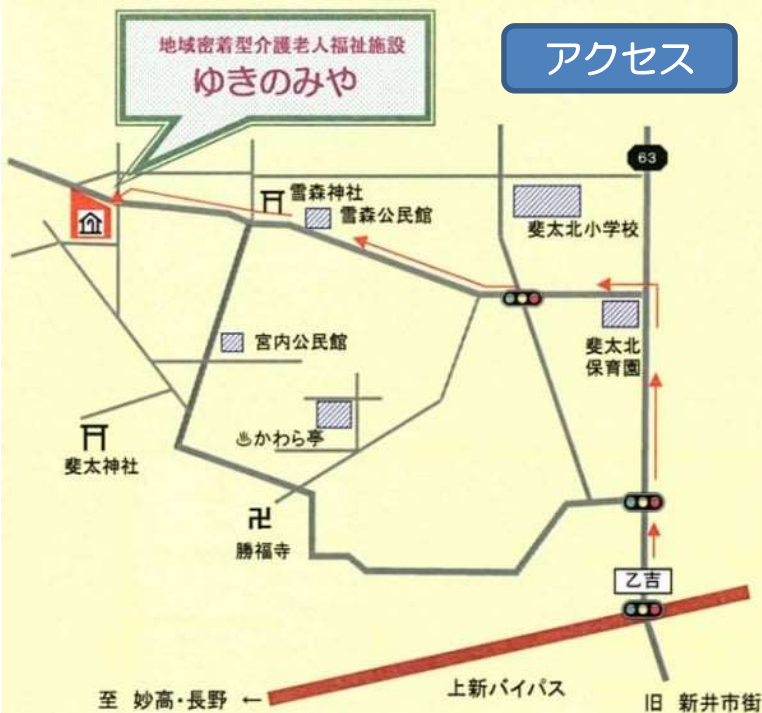 地域密着型介護老人福祉施設
ゆきのみや
アクセス
63
雪森神社
雪森公民館
斐太北小学校
斐太北
保育園
宮内公民館
♨かわら亭
斐太神社
卍
勝福寺
乙吉
上新バイパス
至 妙高・長野 ←
旧 新井市街